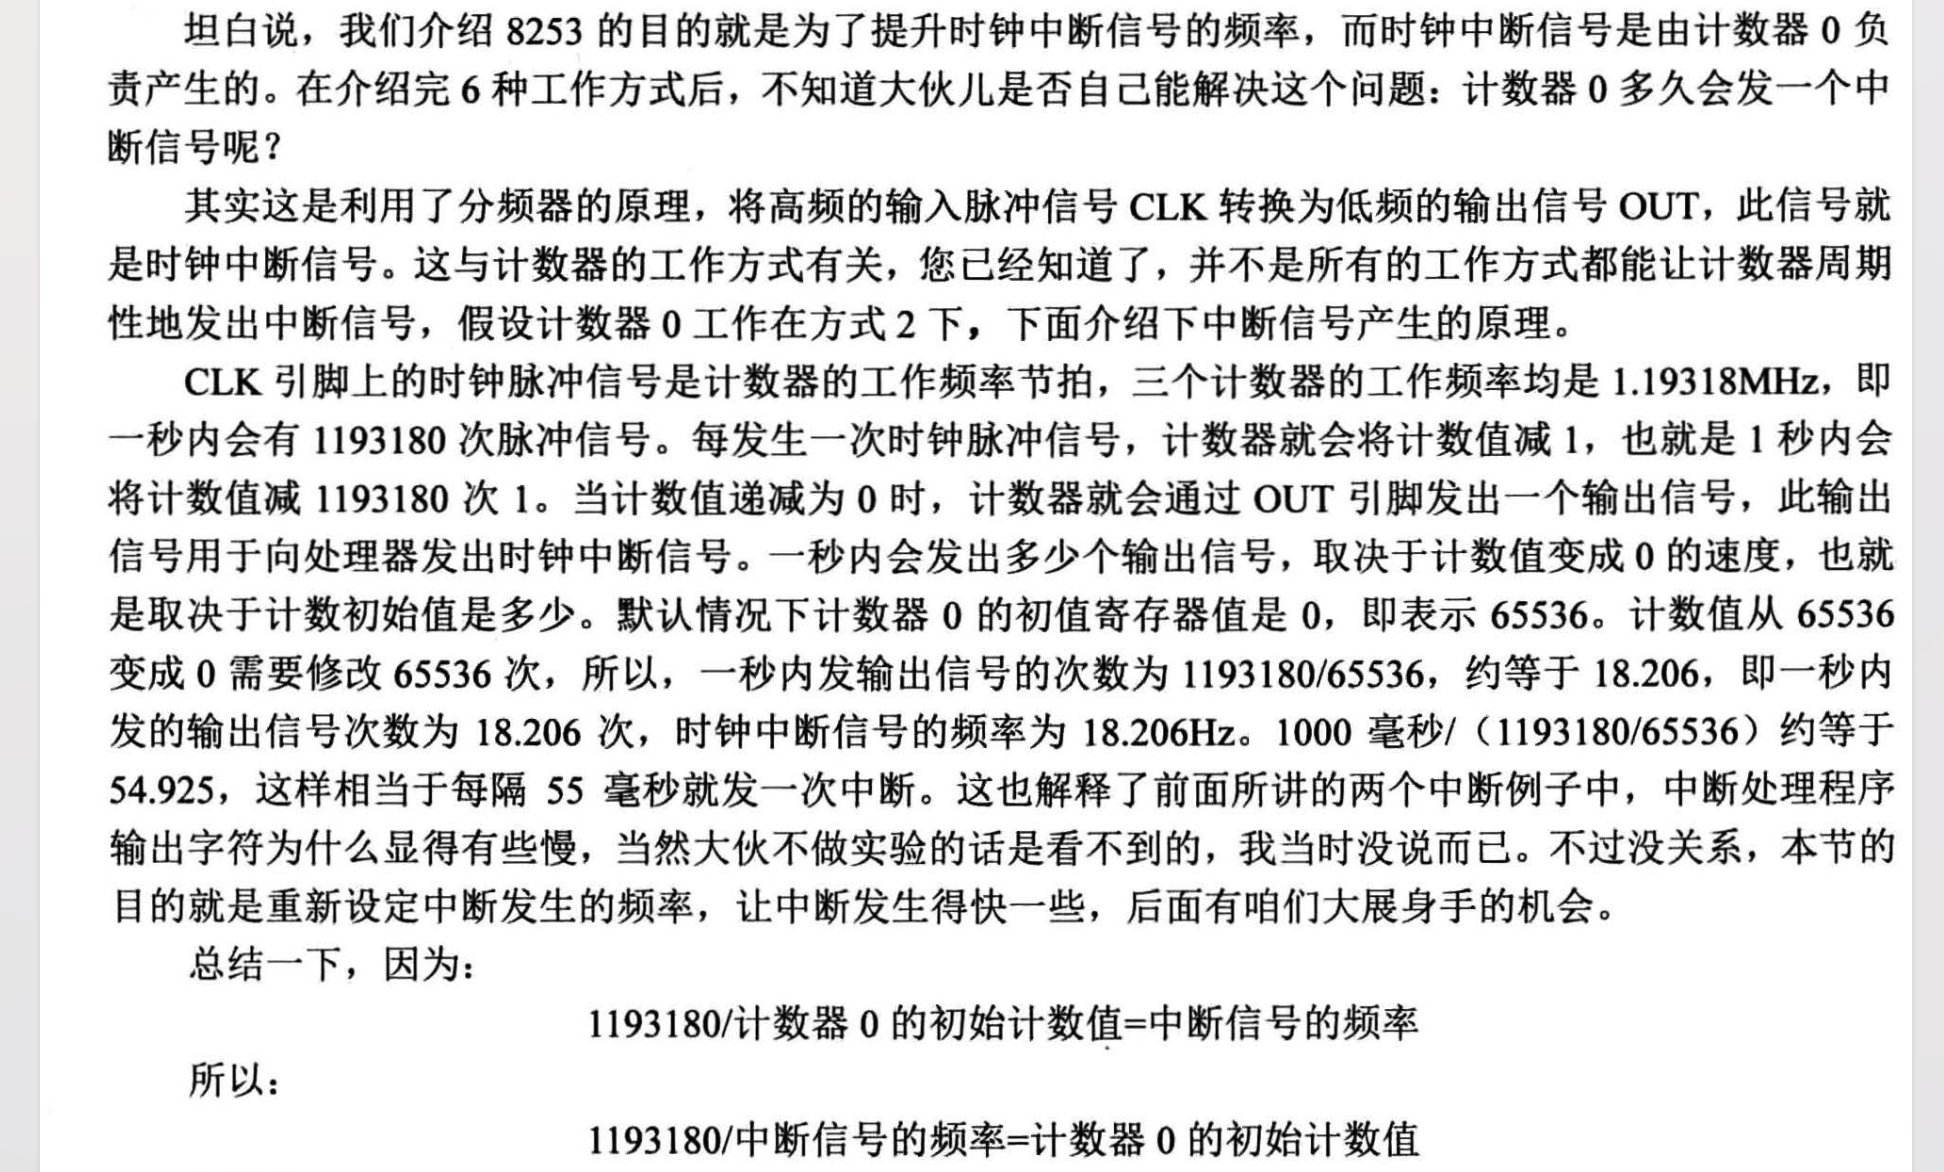 坦白说，我们介绍 8253 的目的就是为了提升时钟中断信号的频率，而时钟中断信号是由计数器 0 负
责产生的。在介绍完 6 种工作方式后，不知道大伙儿是否自己能解决这个问题：计数器 0 多久会发一个中
断信号呢？
其实这是利用了分频器的原理，将高频的输入脉冲信号 CLK 转换为低频的输出信号 OUT，此信号就
是时钟中断信号。这与计数器的工作方式有关，您已经知道了，并不是所有的工作方式都能让计数器周期
性地发出中断信号，假设计数器 0 工作在方式 2 下，下面介绍下中断信号产生的原理。
CLK 引脚上的时钟脉冲信号是计数器的工作频率节拍，三个计数器的工作频率均是 1.19318MHz，即
一秒内会有 1193180 次脉冲信号。每发生一次时钟脉冲信号，计数器就会将计数值减 1，也就是 1 秒内会
将计数值减 1193180 次 1。当计数值递减为 0 时，计数器就会通过 OUT 引脚发出一个输出信号，此输出
信号用于向处理器发出时钟中断信号。一秒内会发出多少个输出信号，取决于计数值变成 0 的速度，也就
是取决于计数初始值是多少。默认情况下计数器 0 的初值寄存器值是 0，即表示 65536。计数值从 65536
变成 0 需要修改 65536 次，所以，一秒内发输出信号的次数为 1193180/65536，约等于 18.206，即一秒内
发的输出信号次数为 18.206 次，时钟中断信号的频率为 18.206Hz。1000 毫秒/（1193180/65536）约等于
54.925，这样相当于每隔 55 毫秒就发一次中断。这也解释了前面所讲的两个中断例子中，中断处理程序
输出字符为什么显得有些慢，当然大伙不做实验的话是看不到的，我当时没说而已。不过没关系，本节的
目的就是重新设定中断发生的频率，让中断发生得快一些，后面有咱们大展身手的机会。
总结一下，因为：
1193180/计数器 0 的初始计数值=中断信号的频率
所以：
1193180/中断信号的频率=计数器 0 的初始计数值